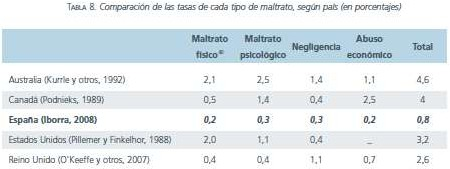 TABLA 8. Comparación de las tasas de cada tipo de maltrato, según país (en porcentajes)
Maltrato físico⁶⁾ Maltrato psicológico Negligencia Abuso económico Total
Australia (Kurrle y otros, 1992) 2,1 2,5 1,4 1,1 4,6
Canadá (Podnieks, 1989) 0,5 1,4 0,4 2,5 4
España (Iborra, 2008) 0,2 0,3 0,3 0,2 0,8
Estados Unidos (Pillemer y Finkelhor, 1988) 2,0 1,1 0,4 _ 3,2
Reino Unido (O'Keeffe y otros, 2007) 0,4 0,4 1,1 0,7 2,6